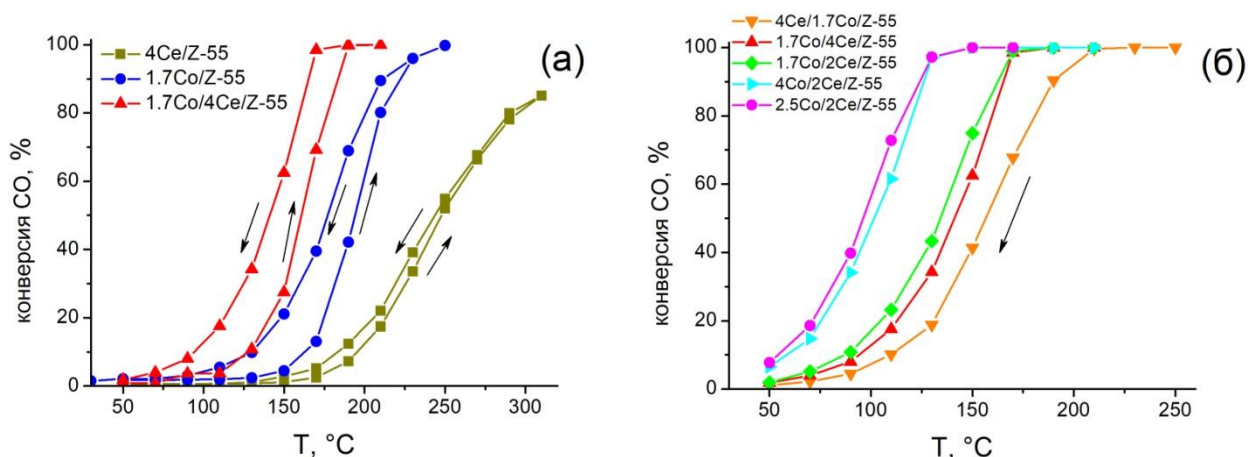 (а)
4Ce/Z-55
1.7Co/Z-55
1.7Co/4Ce/Z-55
конверсия CO, %
100
80
60
40
20
0
50
100
150
200
250
300
T, °C
(б)
4Ce/1.7Co/Z-55
1.7Co/4Ce/Z-55
1.7Co/2Ce/Z-55
4Co/2Ce/Z-55
2.5Co/2Ce/Z-55
конверсия CO, %
100
80
60
40
20
0
50
100
150
200
250
T, °C